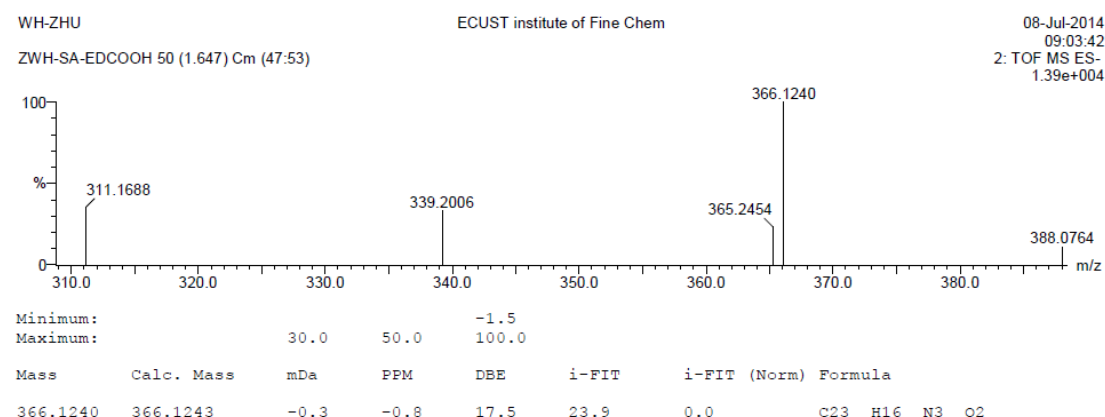 WH-ZHU ECUST institute of Fine Chem 08-Jul-2014
09:03:42
ZWH-SA-EDCOOH 50 (1.647) Cm (47:53) 2: TOF MS ES-
1.39e+004
100 366.1240
% 311.1688 339.2006 365.2454 388.0764
0 m/z
310.0 320.0 330.0 340.0 350.0 360.0 370.0 380.0
Minimum: -1.5
Maximum: 30.0 50.0 100.0
Mass Calc. Mass mDa PPM DBE i-FIT i-FIT (Norm) Formula
366.1240 366.1243 -0.3 -0.8 17.5 23.9 0.0 C23 H16 N3 O2